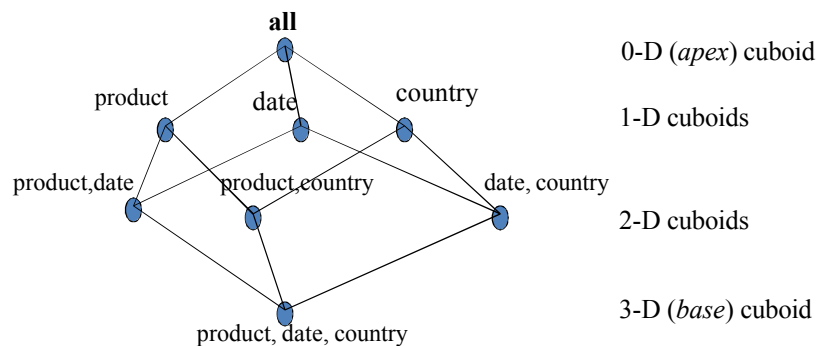 all
0-D (apex) cuboid
product
date
country
1-D cuboids
product,date
product,country
date, country
2-D cuboids
3-D (base) cuboid
product, date, country